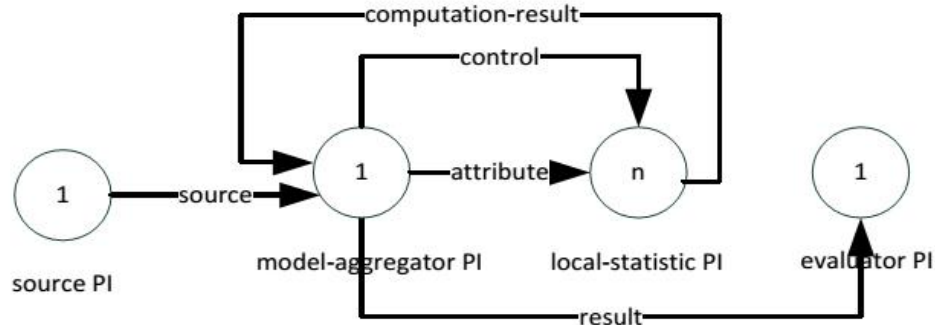 computation-result
control
1
1
n
1
source
attribute
source PI
model-aggregator PI
local-statistic PI
evaluator PI
result